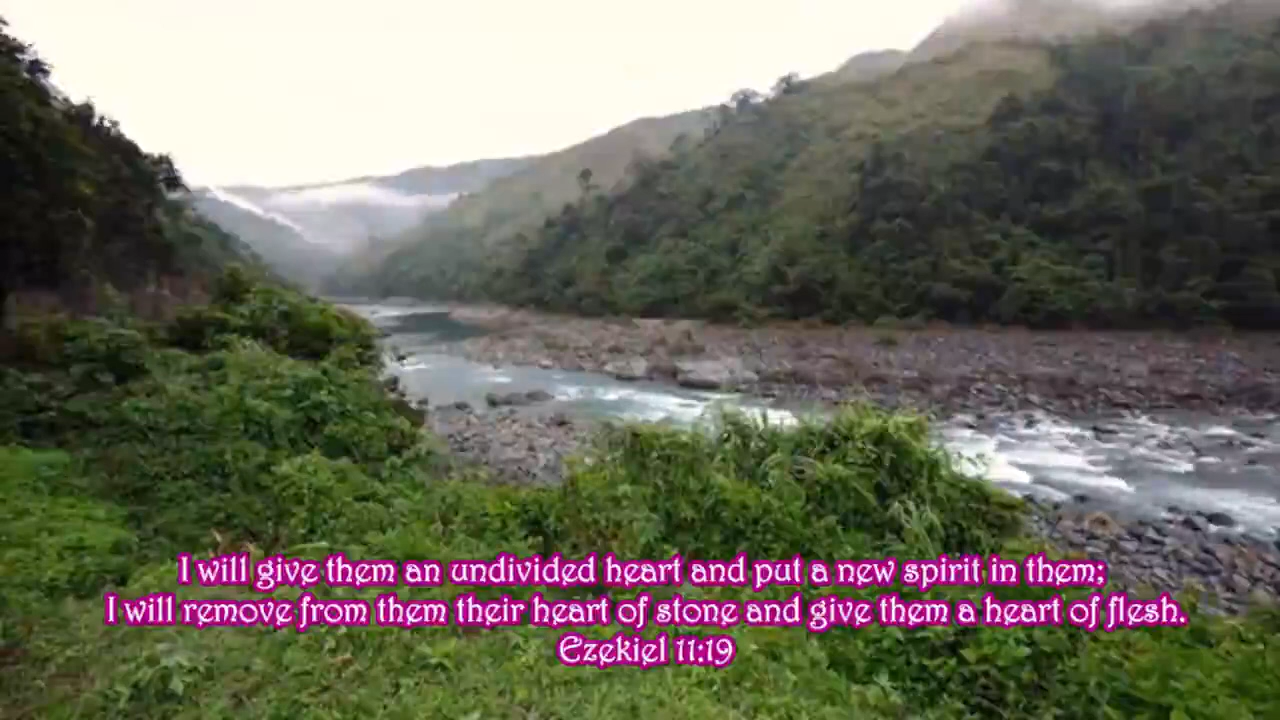 I will give them an undivided heart and put a new spirit in them;
I will remove from them their heart of stone and give them a heart of flesh.
Ezekiel 11:19